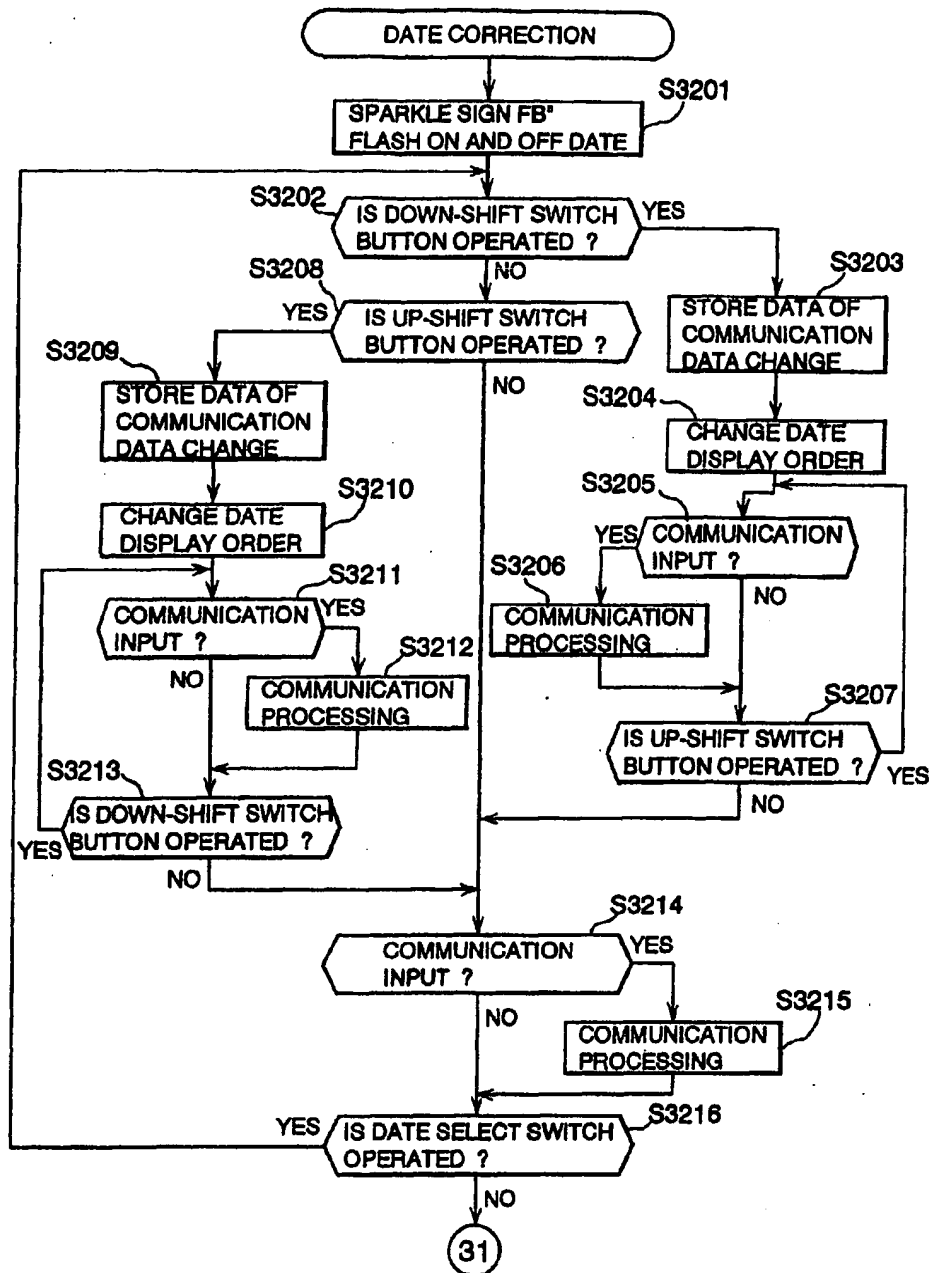 DATE CORRECTION
S3201
SPARKLE SIGN FB"
FLASH ON AND OFF DATE
S3202
IS DOWN-SHIFT SWITCH
BUTTON OPERATED ?
YES
NO
S3208
YES
IS UP-SHIFT SWITCH
BUTTON OPERATED ?
NO
S3203
STORE DATA OF
COMMUNICATION
DATA CHANGE
S3209
STORE DATA OF
COMMUNICATION
DATA CHANGE
S3204
CHANGE DATE
DISPLAY ORDER
S3210
CHANGE DATE
DISPLAY ORDER
S3205
YES
COMMUNICATION
INPUT ?
NO
S3206
COMMUNICATION
PROCESSING
S3211
COMMUNICATION
INPUT ?
YES
NO
S3212
COMMUNICATION
PROCESSING
S3207
IS UP-SHIFT SWITCH
BUTTON OPERATED ?
YES
NO
S3213
IS DOWN-SHIFT SWITCH
BUTTON OPERATED ?
YES
NO
S3214
COMMUNICATION
INPUT ?
YES
NO
S3215
COMMUNICATION
PROCESSING
S3216
YES
IS DATE SELECT SWITCH
OPERATED ?
NO
31